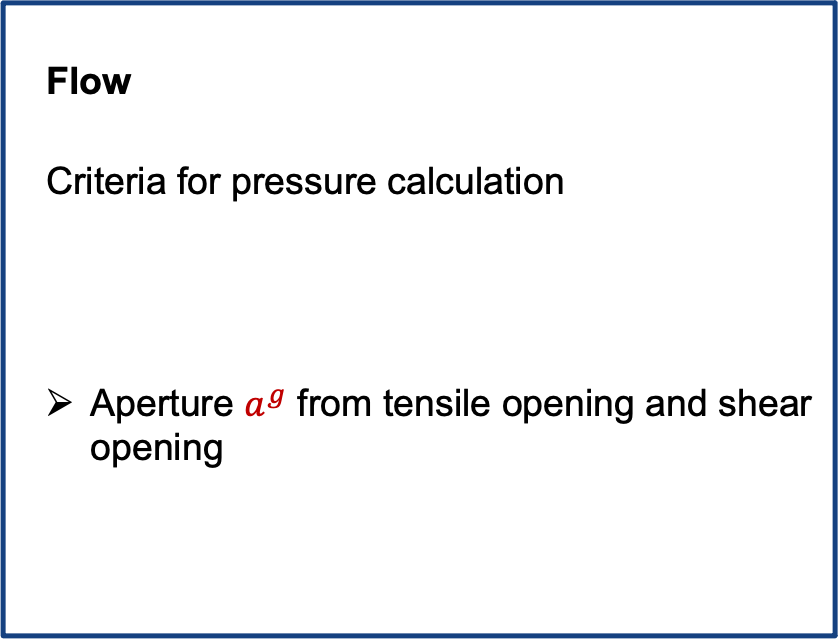 Flow
Criteria for pressure calculation
➢ Aperture a^g from tensile opening and shear
opening